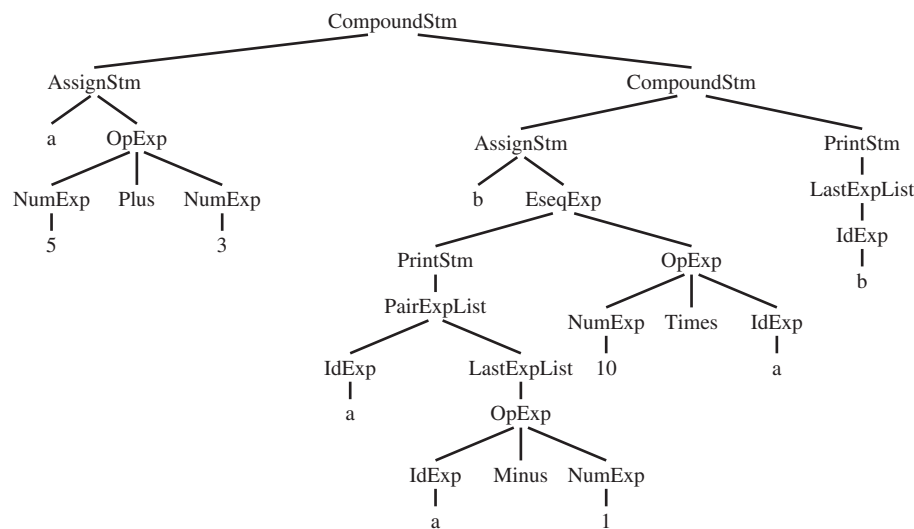 CompoundStm
AssignStm CompoundStm
a OpExp AssignStm PrintStm
NumExp Plus NumExp b EseqExp LastExpList
5 3 IdExp
PrintStm OpExp b
PairExpList NumExp Times IdExp
IdExp LastExpList 10 a
a OpExp
IdExp Minus NumExp
a 1